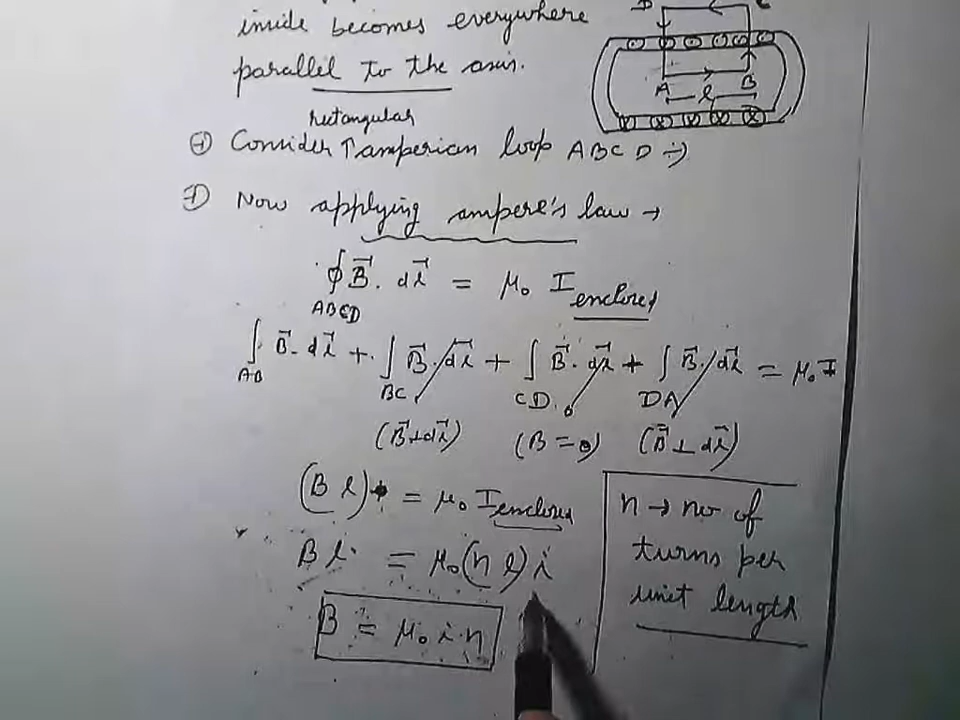 inside becomes everywhere
parallel to the axis.
D C
A l B
rectangular
Consider Tamperian loop ABCD ÷)
Now applying ampere's law →
∮ B⃗. dl⃗ = μ₀ I enclosed
ABCD
∫ B⃗. dl⃗ + ∫ B⃗. dl⃗ + ∫ B⃗. dl⃗ + ∫ B⃗. dl⃗ = μ₀ I
AB BC CD DA
(B⃗⊥dl⃗) (B = 0) (B⃗ ⊥ dl⃗)
(B l) = μ₀ I enclosed
B l = μ₀ (n l) i
B = μ₀ i.n
n → no of
turns per
unit length